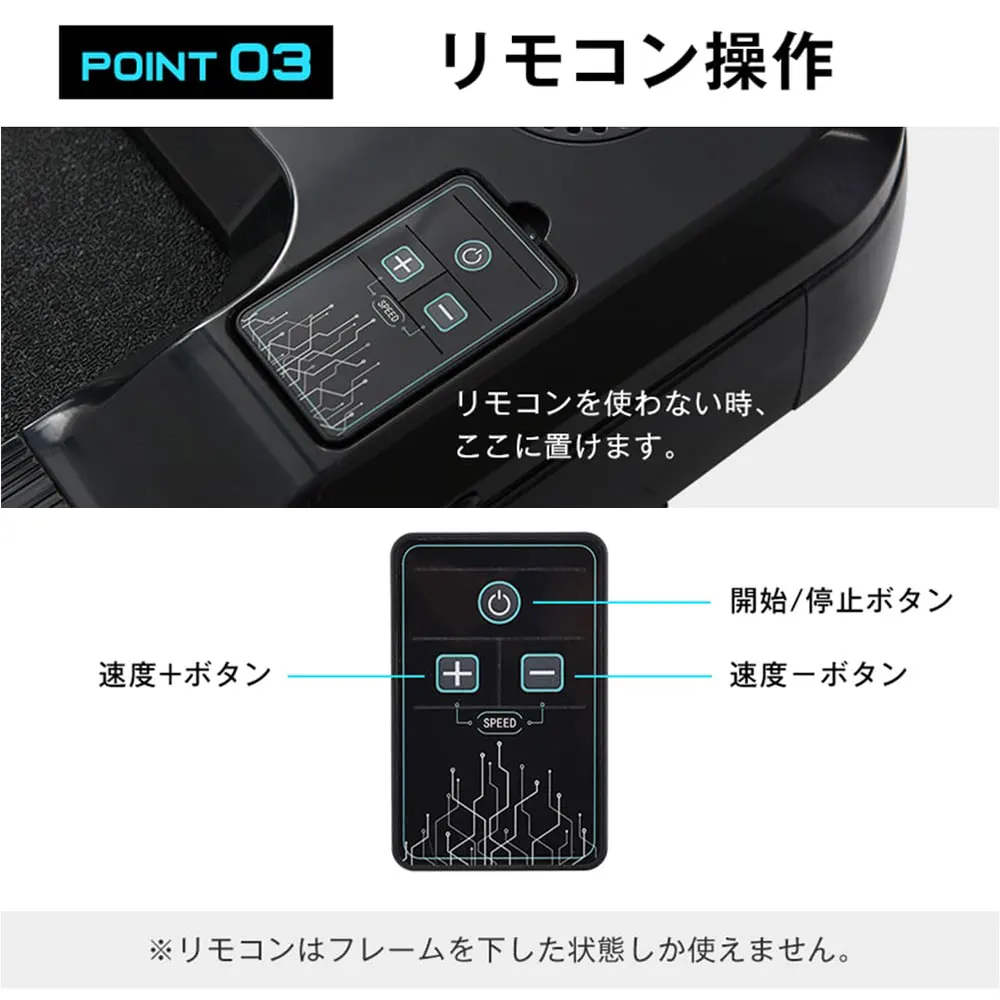 POINT 03
リモコン操作
SPEED
リモコンを使わない時、
ここに置けます。
開始/停止ボタン
速度+ボタン
速度－ボタン
SPEED
※リモコンはフレームを下した状態しか使えません。